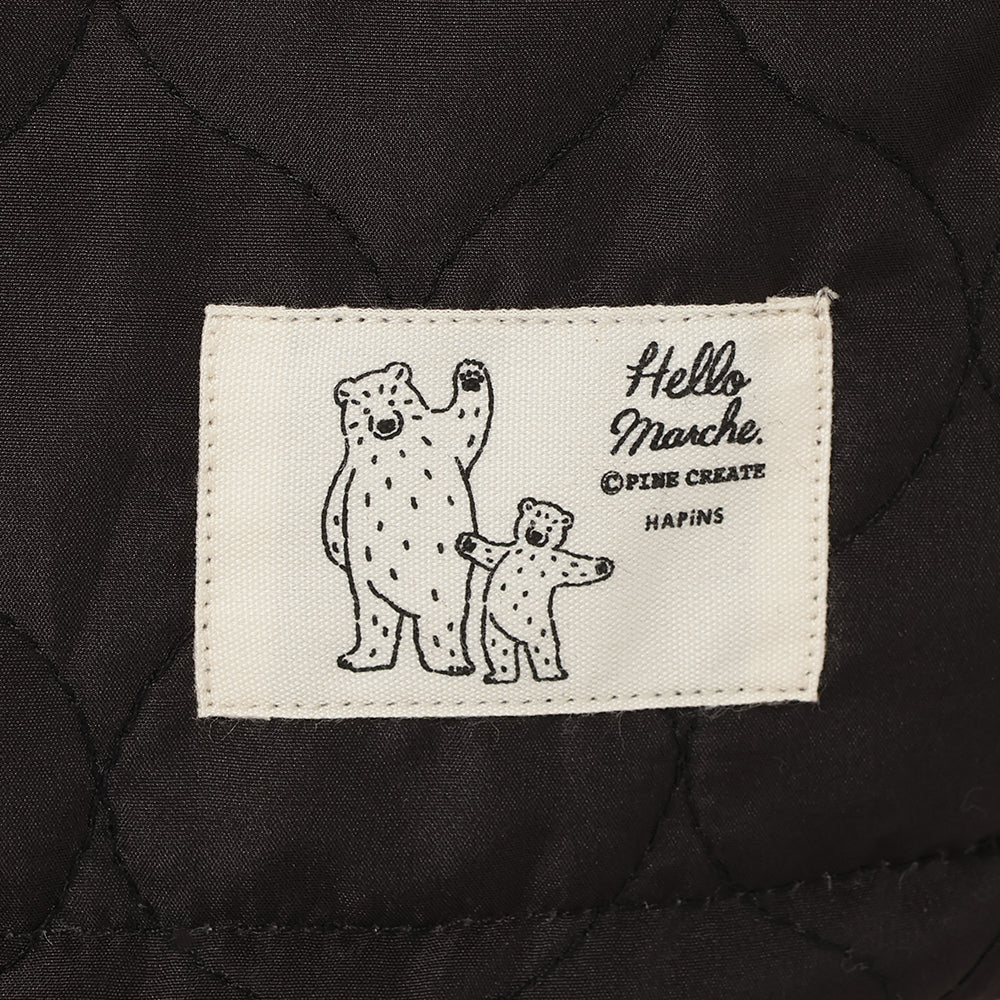 Hello
Marche.
©PINE CREATE
HAPiNS